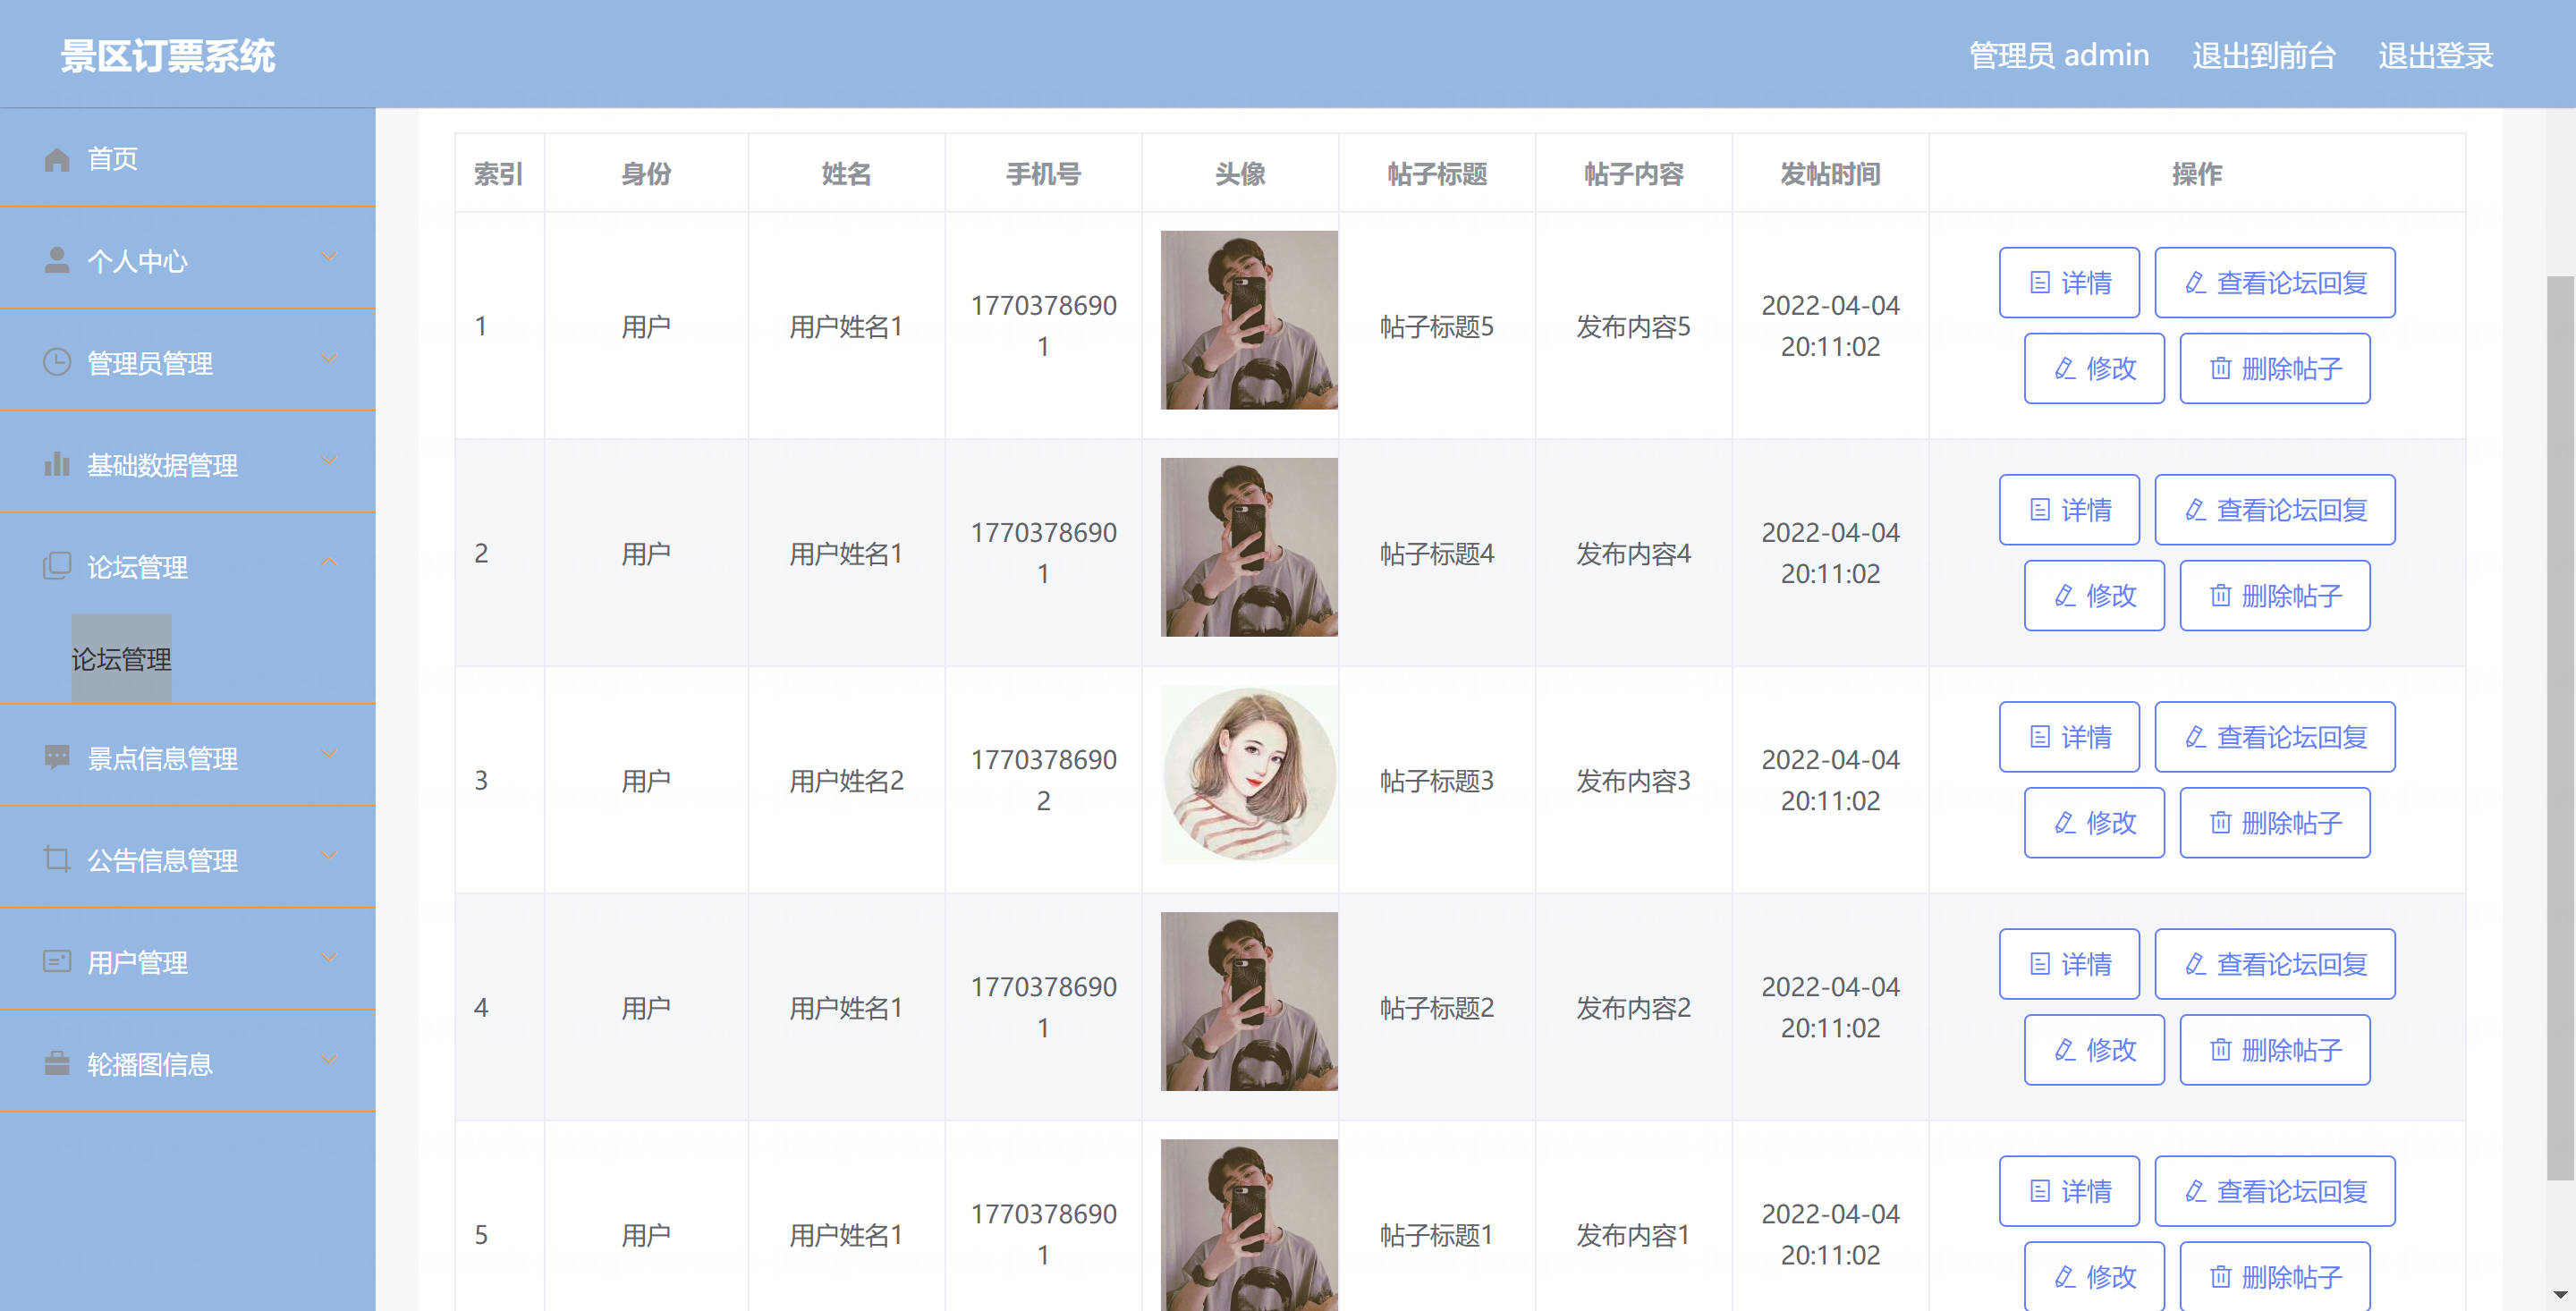 景区订票系统
管理员 admin 退出到前台 退出登录
首页
个人中心
管理员管理
基础数据管理
论坛管理
论坛管理
景点信息管理
公告信息管理
用户管理
轮播图信息
索引 身份 姓名 手机号 头像 帖子标题 帖子内容 发帖时间 操作
1 用户 用户姓名1 1770378690
1 帖子标题5 发布内容5 2022-04-04
20:11:02
详情 查看论坛回复
修改 删除帖子
2 用户 用户姓名1 1770378690
1 帖子标题4 发布内容4 2022-04-04
20:11:02
详情 查看论坛回复
修改 删除帖子
3 用户 用户姓名2 1770378690
2 帖子标题3 发布内容3 2022-04-04
20:11:02
详情 查看论坛回复
修改 删除帖子
4 用户 用户姓名1 1770378690
1 帖子标题2 发布内容2 2022-04-04
20:11:02
详情 查看论坛回复
修改 删除帖子
5 用户 用户姓名1 1770378690
1 帖子标题1 发布内容1 2022-04-04
20:11:02
详情 查看论坛回复
修改 删除帖子